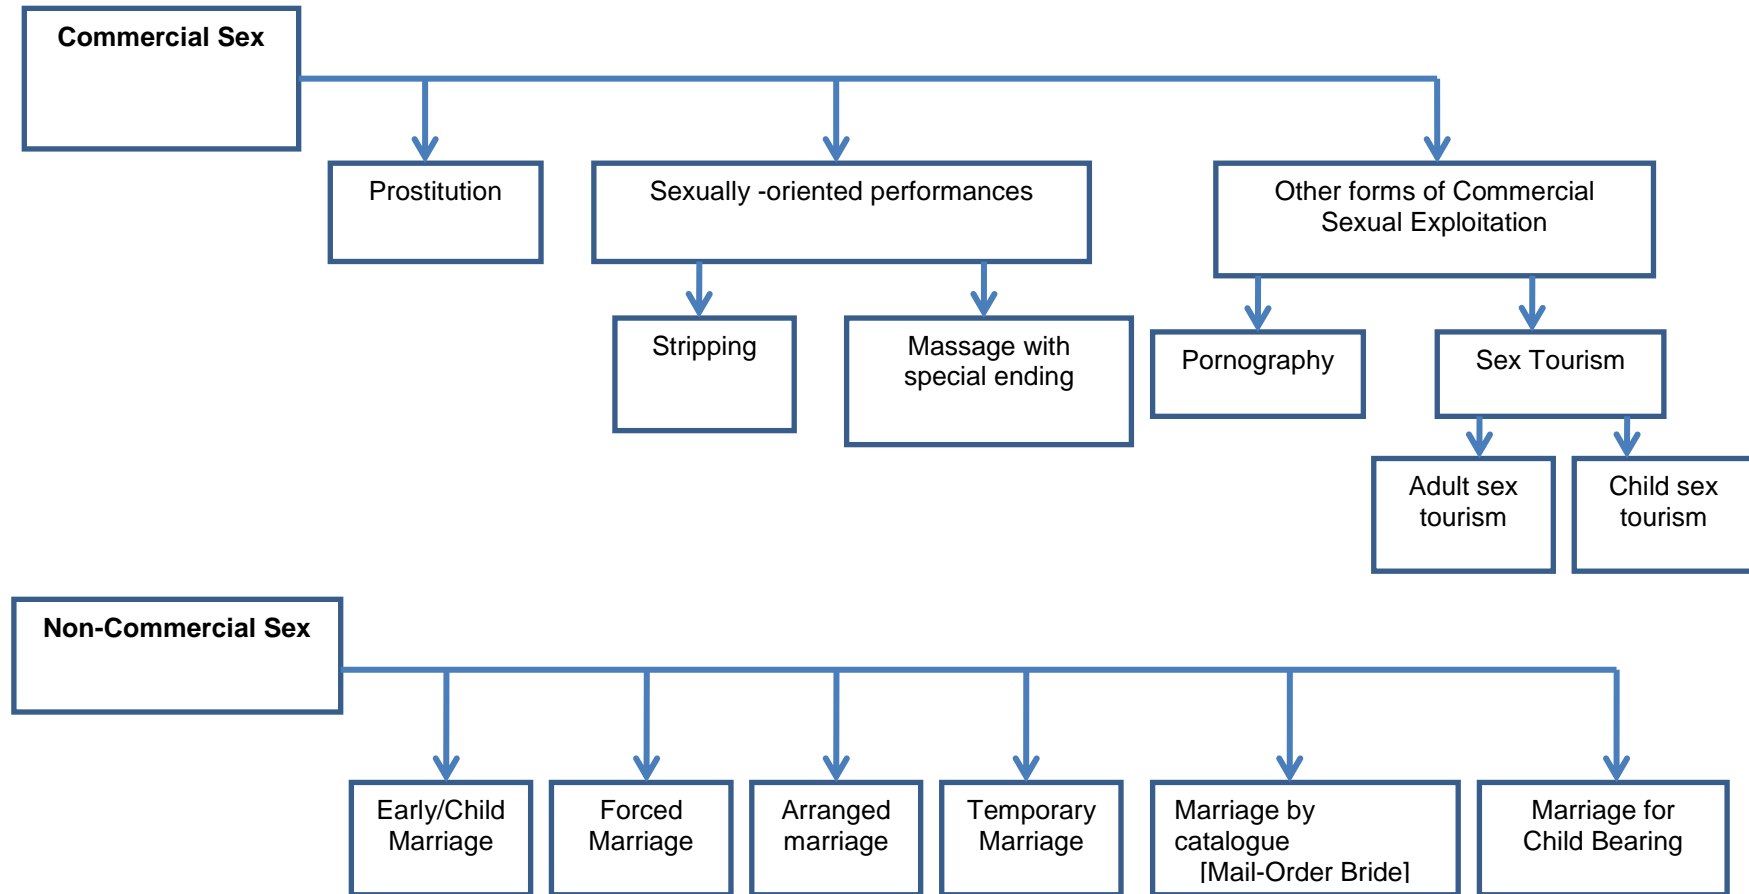 Commercial Sex
Prostitution
Sexually -oriented performances
Other forms of Commercial
Sexual Exploitation
Stripping
Massage with
special ending
Pornography
Sex Tourism
Adult sex
tourism
Child sex
tourism
Non-Commercial Sex
Early/Child
Marriage
Forced
Marriage
Arranged
marriage
Temporary
Marriage
Marriage by
catalogue
[Mail-Order Bride]
Marriage for
Child Bearing